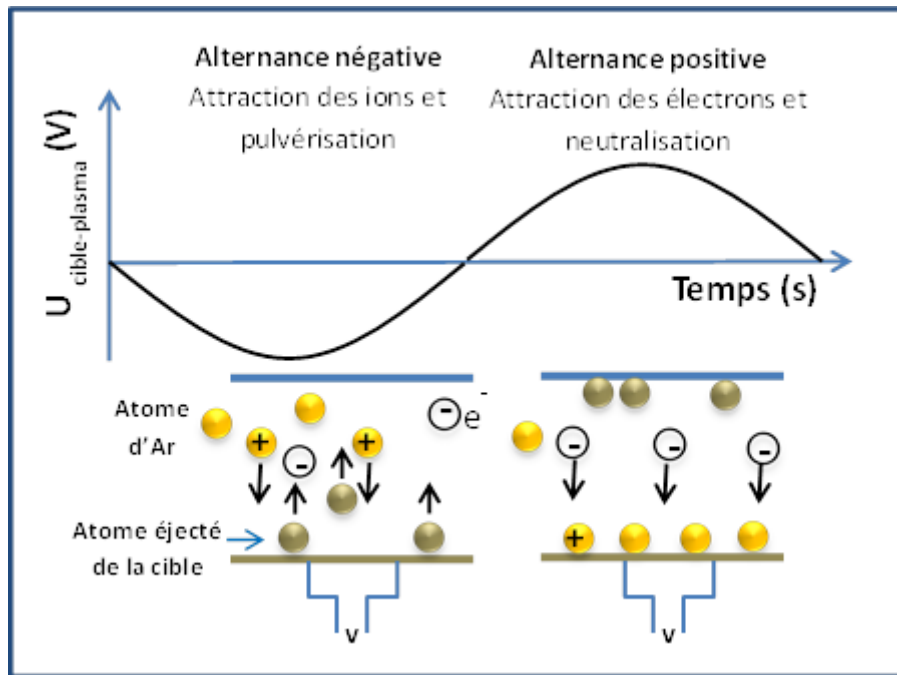 Alternance négative
Attraction des ions et
pulvérisation
Alternance positive
Attraction des électrons et
neutralisation
U cible-plasma (V)
Temps (s)
Atome
d'Ar
+
+
-
- e-
Atome éjecté
de la cible
v
-
-
-
+
v